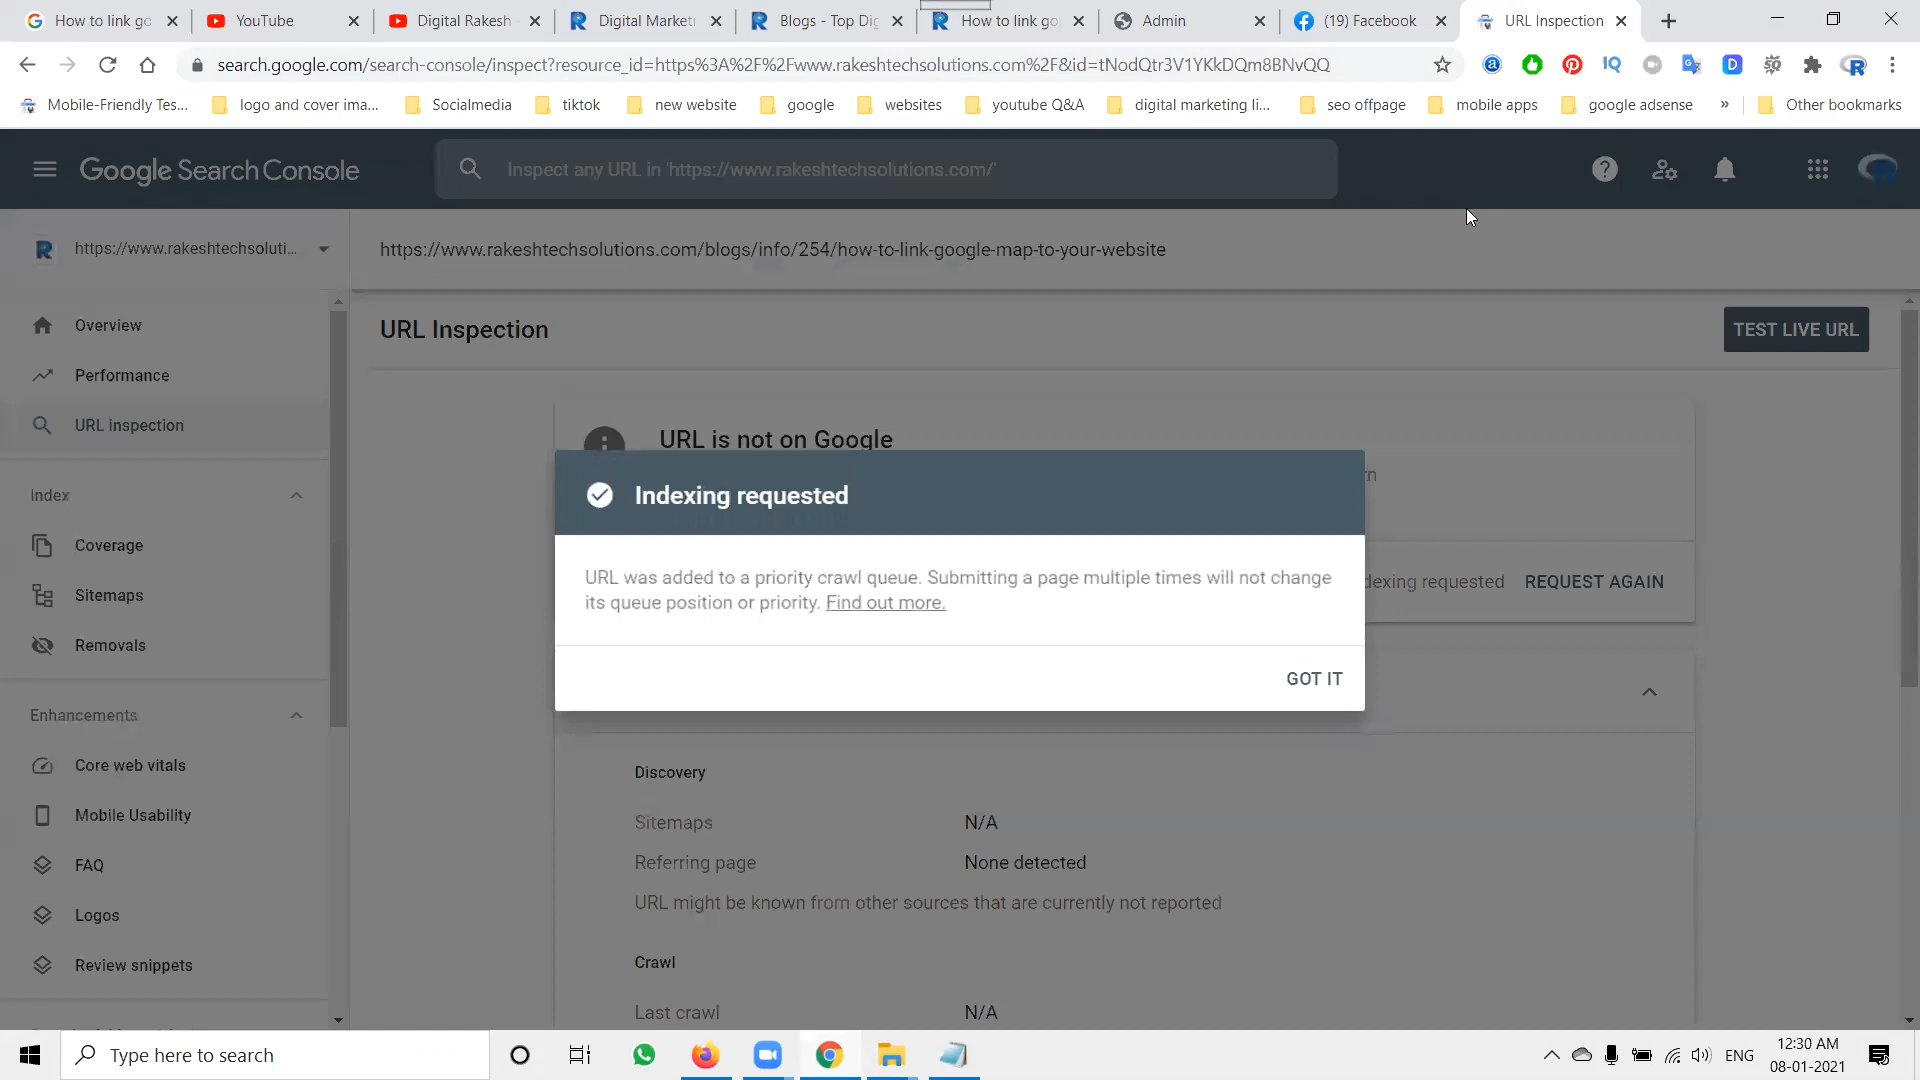 How to link go
YouTube
Digital Rakesh
Digital Market
Blogs - Top Dig
How to link go
Admin
(19) Facebook
URL Inspection
search.google.com/search-console/inspect?resource_id=https%3A%2F%2Fwww.rakeshtechsolutions.com%2F&id=tNodQtr3V1YKkDQm8BNvQQ
Mobile-Friendly Tes...
logo and cover ima...
Socialmedia
tiktok
new website
google
websites
youtube Q&A
digital marketing li...
seo offpage
mobile apps
google adsense
»
Other bookmarks
Google Search Console
Inspect any URL in 'https://www.rakeshtechsolutions.com/'
https://www.rakeshtechsoluti...
https://www.rakeshtechsolutions.com/blogs/info/254/how-to-link-google-map-to-your-website
Overview
Performance
URL inspection
Index
Coverage
Sitemaps
Removals
Enhancements
Core web vitals
Mobile Usability
FAQ
Logos
Review snippets
URL Inspection
TEST LIVE URL
URL is not on Google
Indexing requested
URL was added to a priority crawl queue. Submitting a page multiple times will not change
its queue position or priority. Find out more.
GOT IT
dexing requested
REQUEST AGAIN
Discovery
Sitemaps N/A
Referring page None detected
URL might be known from other sources that are currently not reported
Crawl
Last crawl N/A
Type here to search
ENG
12:30 AM
08-01-2021